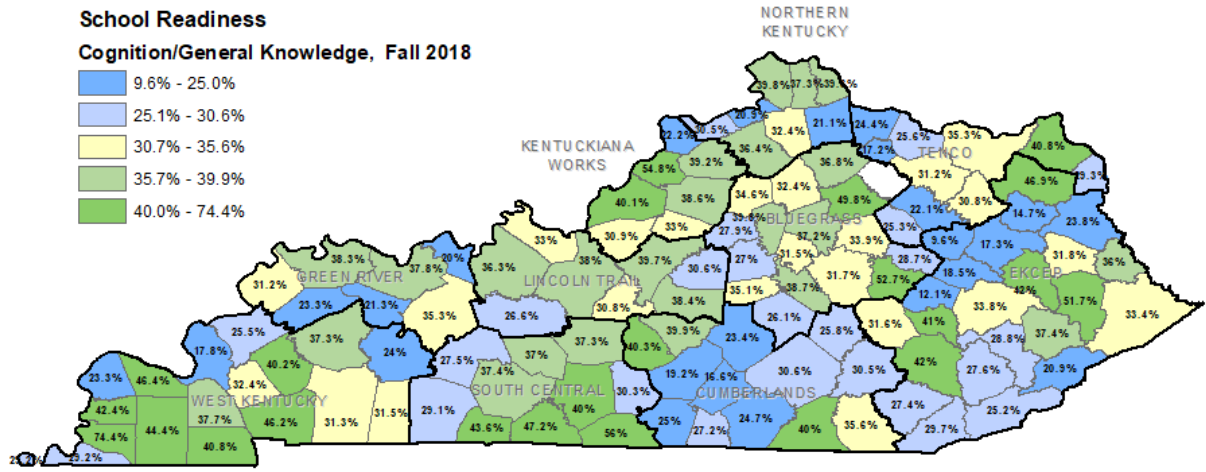 School Readiness
Cognition/General Knowledge, Fall 2018
9.6% - 25.0%
25.1% - 30.6%
30.7% - 35.6%
35.7% - 39.9%
40.0% - 74.4%
NORTHERN
KENTUCKY
39.8% 37.3%
20.9% 30.5% 22.2% 32.4% 21.1% 24.4% 25.6% 35.3%
KENTUCKIANA
WORKS
36.4% 17.2% TENCO 40.8%
54.8% 39.2% 36.8% 31.2% 46.9%
40.1% 38.6% 34.6% 32.4% 49.8% 30.8%
BLUEGRASS
22.1% 14.7% 23.8%
30.9% 33% 27.9% 37.2% 33.9% 25.3% 9.6% 17.3%
33% 38% 39.7% 27% 31.5% 28.7% 31.8% 36%
GREEN RIVER
38.3% 37.8% 20% 36.3% LINCOLN TRAIL 30.6% 31.7% 52.7% 18.5% EKCEP
31.2% 23.3% 21.3% 35.3% 30.8% 38.4% 35.1% 38.7% 12.1% 42% 51.7%
33.8% 33.4%
25.5% 37.3% 26.6% 39.9% 23.4% 26.1% 25.8% 31.6% 41% 28.8% 37.4%
17.8% 40.2% 24% 27.5% 37% 37.3% 40.3%
23.3% 46.4% 32.4% 37.4% 19.2% 16.6% 30.6% 30.5% 42% 27.6% 20.9%
WEST KENTUCKY
SOUTH CENTRAL
CUMBERLANDS
42.4% 37.7% 31.5% 29.1% 40% 30.3% 27.4% 25.2%
74.4% 44.4% 40.8% 46.2% 31.3% 43.6% 47.2% 56% 25% 27.2% 24.7% 40% 35.6% 29.7%
29.2%